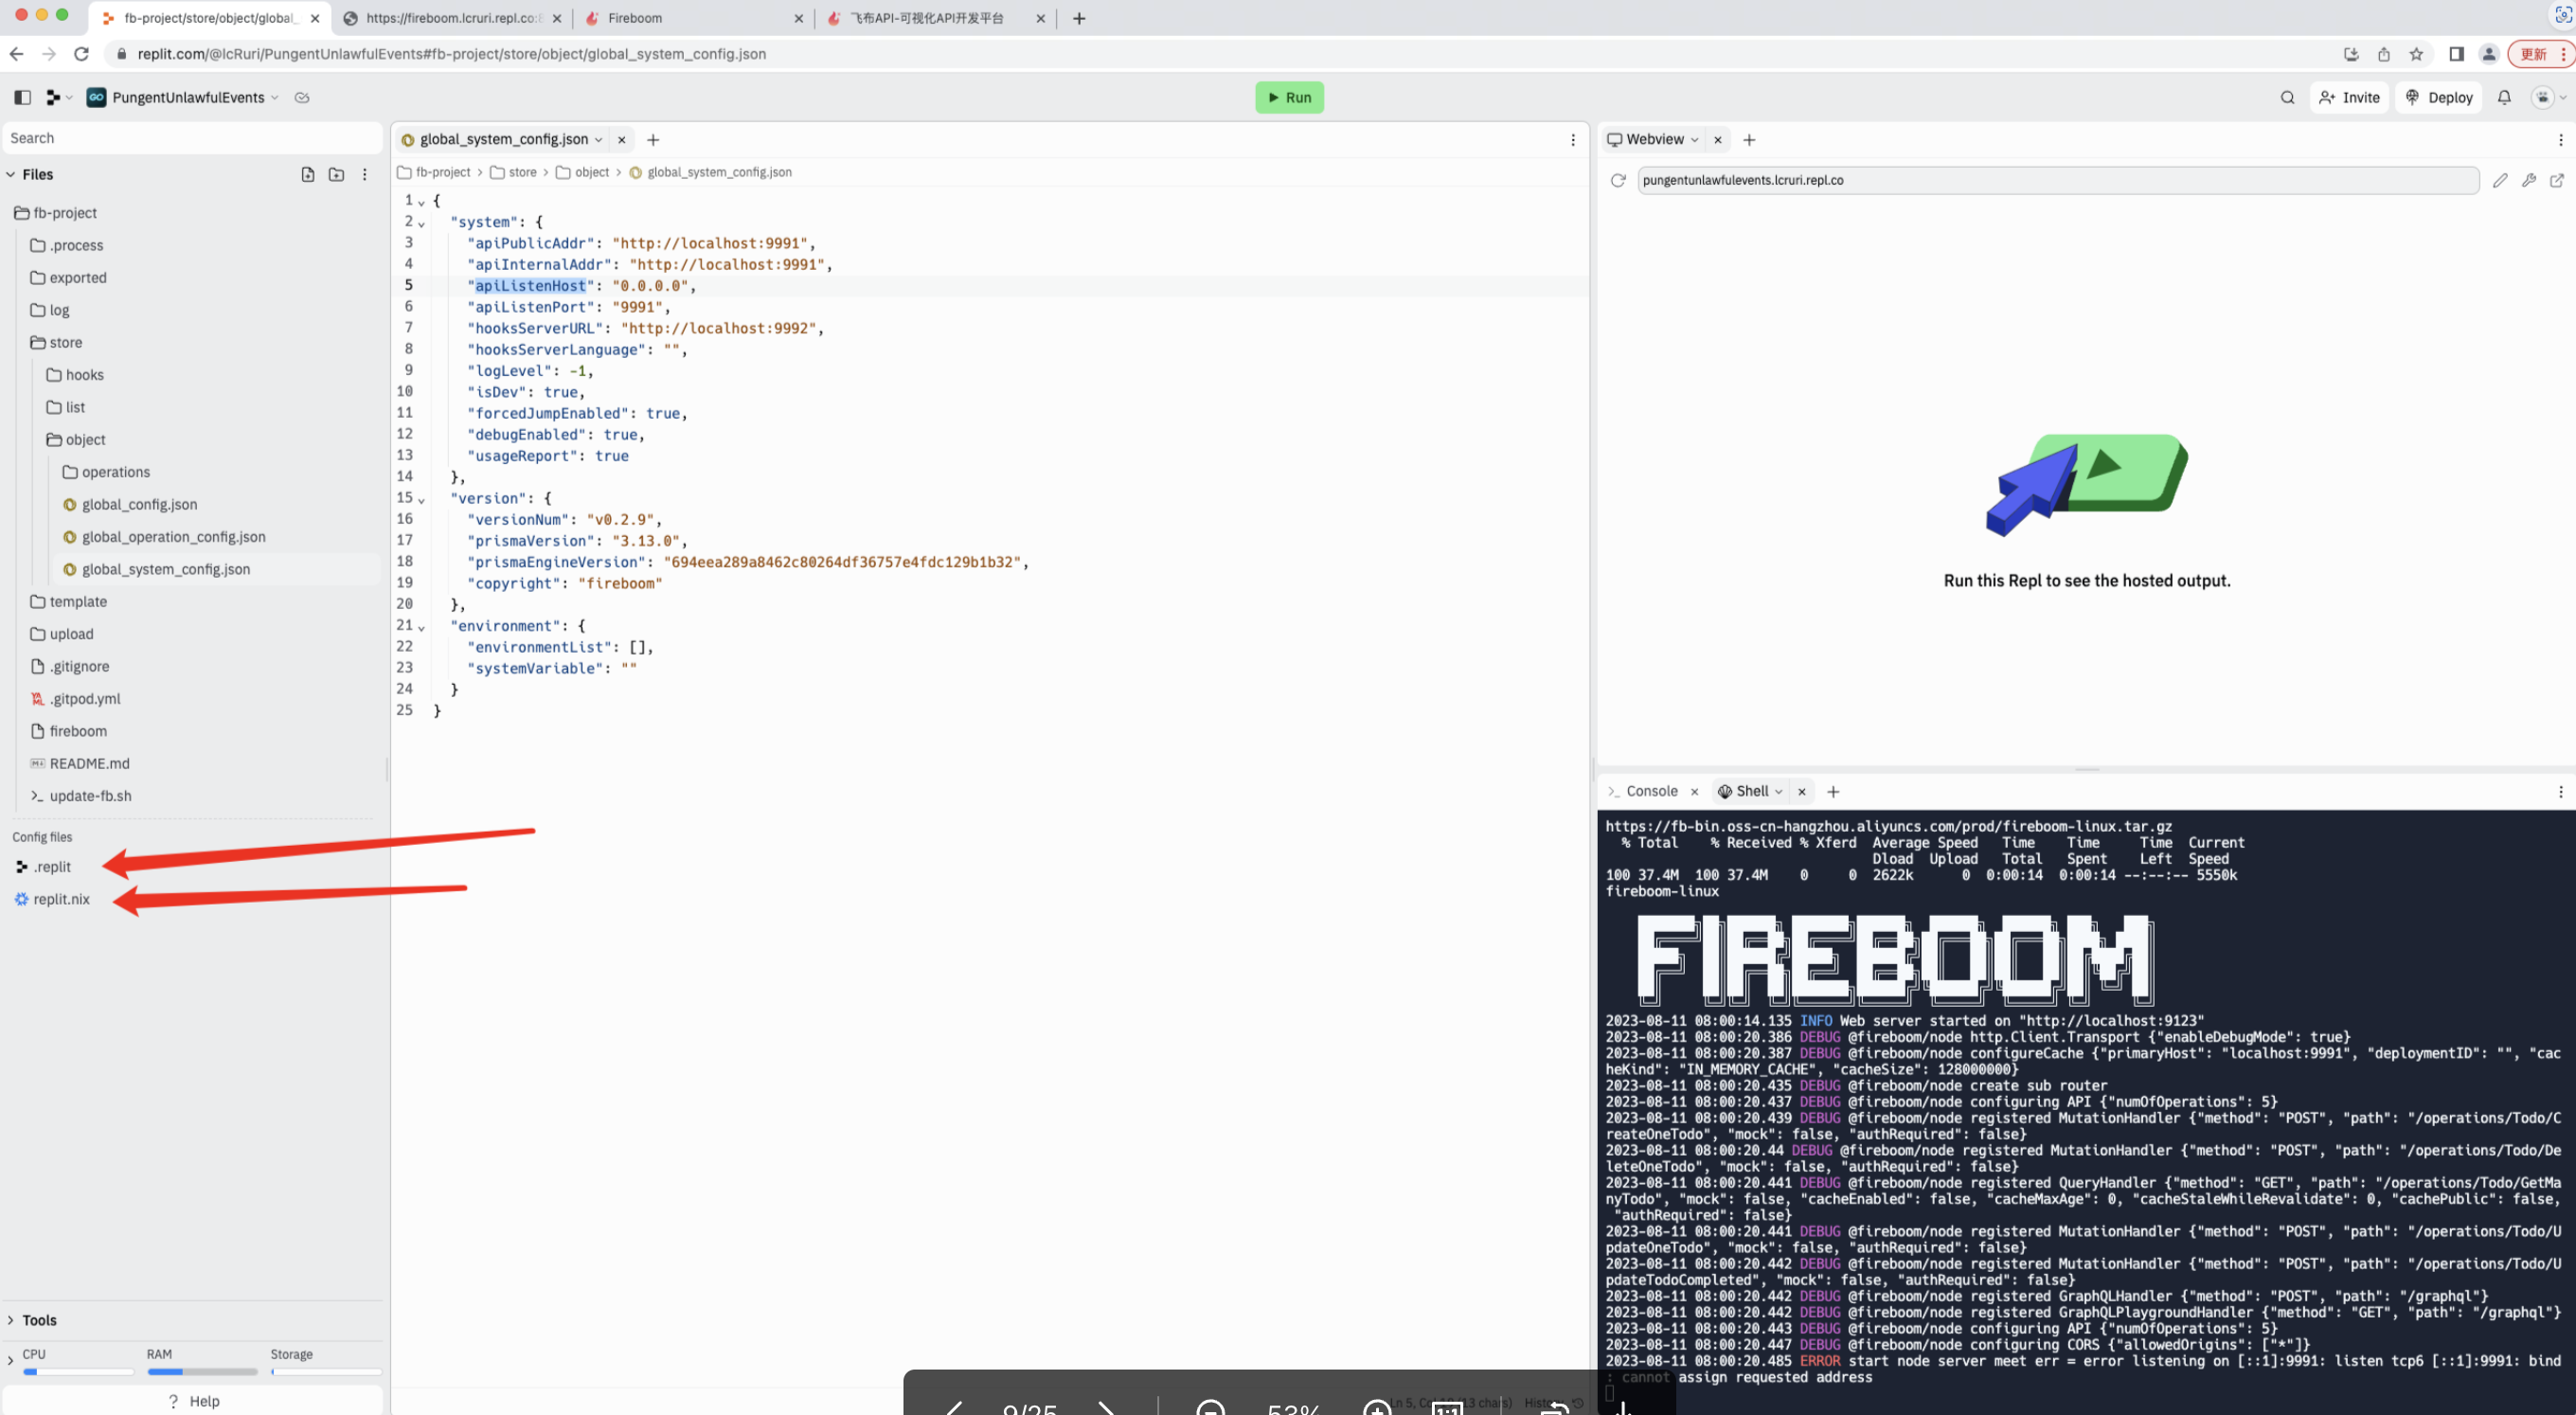 fb-project/store/object/global_
https://fireboom.lcruri.repl.co:8
Fireboom
飞布API-可视化API开发平台
replit.com/@lcRuri/PungentUnlawfulEvents#fb-project/store/object/global_system_config.json
更新
GO PungentUnlawfulEvents
Run
Invite
Deploy
Search
Files
fb-project
.process
exported
log
store
hooks
list
object
operations
global_config.json
global_operation_config.json
global_system_config.json
template
upload
.gitignore
.gitpod.yml
fireboom
README.md
update-fb.sh
Config files
.replit
replit.nix
Tools
CPU RAM Storage
? Help
global_system_config.json
fb-project > store > object > global_system_config.json
1 {
2 "system": {
3 "apiPublicAddr": "http://localhost:9991",
4 "apiInternalAddr": "http://localhost:9991",
5 "apiListenHost": "0.0.0.0",
6 "apiListenPort": "9991",
7 "hooksServerURL": "http://localhost:9992",
8 "hooksServerLanguage": "",
9 "logLevel": -1,
10 "isDev": true,
11 "forcedJumpEnabled": true,
12 "debugEnabled": true,
13 "usageReport": true
14 },
15 "version": {
16 "versionNum": "v0.2.9",
17 "prismaVersion": "3.13.0",
18 "prismaEngineVersion": "694eea289a8462c80264df36757e4fdc129b1b32",
19 "copyright": "fireboom"
20 },
21 "environment": {
22 "environmentList": [],
23 "systemVariable": ""
24 }
25 }
Webview
pungentunlawfulevents.lcruri.repl.co
Run this Repl to see the hosted output.
Console
Shell
https://fb-bin.oss-cn-hangzhou.aliyuncs.com/prod/fireboom-linux.tar.gz
% Total % Received % Xferd Average Speed Time Time Time Current
Dload Upload Total Spent Left Speed
100 37.4M 100 37.4M 0 0 2622k 0 0:00:14 0:00:14 --:--:-- 5550k
fireboom-linux
FIREBOOM
2023-08-11 08:00:14.135 INFO Web server started on "http://localhost:9123"
2023-08-11 08:00:20.386 DEBUG @fireboom/node http.Client.Transport {"enableDebugMode": true}
2023-08-11 08:00:20.387 DEBUG @fireboom/node configureCache {"primaryHost": "localhost:9991", "deploymentID": "", "cac
heKind": "IN_MEMORY_CACHE", "cacheSize": 128000000}
2023-08-11 08:00:20.435 DEBUG @fireboom/node create sub router
2023-08-11 08:00:20.437 DEBUG @fireboom/node configuring API {"numOfOperations": 5}
2023-08-11 08:00:20.439 DEBUG @fireboom/node registered MutationHandler {"method": "POST", "path": "/operations/Todo/C
reateOneTodo", "mock": false, "authRequired": false}
2023-08-11 08:00:20.44 DEBUG @fireboom/node registered MutationHandler {"method": "POST", "path": "/operations/Todo/De
leteOneTodo", "mock": false, "authRequired": false}
2023-08-11 08:00:20.441 DEBUG @fireboom/node registered QueryHandler {"method": "GET", "path": "/operations/Todo/GetMa
nyTodo", "mock": false, "cacheEnabled": false, "cacheMaxAge": 0, "cacheStaleWhileRevalidate": 0, "cachePublic": false,
"authRequired": false}
2023-08-11 08:00:20.441 DEBUG @fireboom/node registered MutationHandler {"method": "POST", "path": "/operations/Todo/U
pdateOneTodo", "mock": false, "authRequired": false}
2023-08-11 08:00:20.442 DEBUG @fireboom/node registered MutationHandler {"method": "POST", "path": "/operations/Todo/U
pdateTodoCompleted", "mock": false, "authRequired": false}
2023-08-11 08:00:20.442 DEBUG @fireboom/node registered GraphQLHandler {"method": "POST", "path": "/graphql"}
2023-08-11 08:00:20.442 DEBUG @fireboom/node registered GraphQLPlaygroundHandler {"method": "GET", "path": "/graphql"}
2023-08-11 08:00:20.443 DEBUG @fireboom/node configuring API {"numOfOperations": 5}
2023-08-11 08:00:20.447 DEBUG @fireboom/node configuring CORS {"allowedOrigins": ["*"]}
2023-08-11 08:00:20.485 ERROR start node server meet err = error listening on [::1]:9991: listen tcp6 [::1]:9991: bind
: cannot assign requested address
9/25
53%
1:1